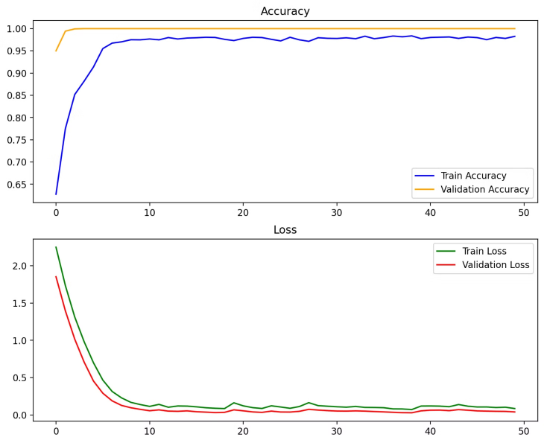 Accuracy
1.00
0.95
0.90
0.85
0.80
0.75
0.70
0.65
Train Accuracy
Validation Accuracy
0 10 20 30 40 50
Loss
Train Loss
Validation Loss
2.0
1.5
1.0
0.5
0.0
0 10 20 30 40 50